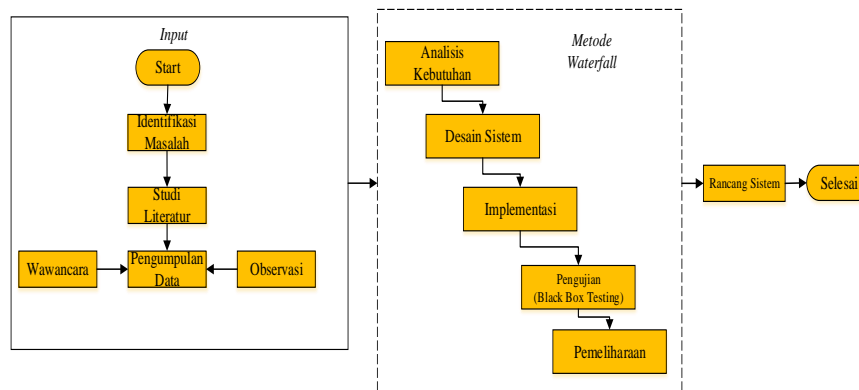 Input
Start
Identifikasi
Masalah
Studi
Literatur
Wawancara
Pengumpulan
Data
Observasi
Metode
Waterfall
Analisis
Kebutuhan
Desain Sistem
Implementasi
Pengujian
(Black Box Testing)
Pemeliharaan
Rancang Sistem
Selesai